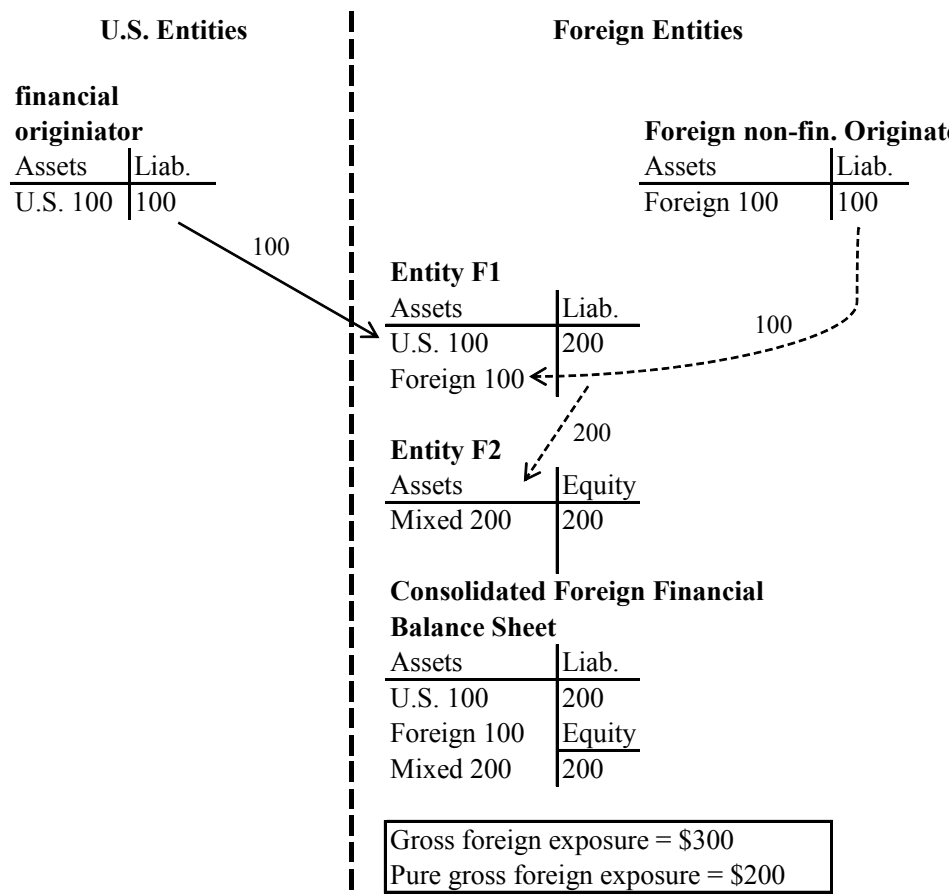 U.S. Entities
Foreign Entities
financial
originiator
Assets Liab.
U.S. 100 100
Foreign non-fin. Originat
Assets Liab.
Foreign 100 100
100
Entity F1
Assets Liab.
U.S. 100 200
Foreign 100
100
200
Entity F2
Assets Equity
Mixed 200 200
Consolidated Foreign Financial
Balance Sheet
Assets Liab.
U.S. 100 200
Foreign 100 Equity
Mixed 200 200
Gross foreign exposure = $300
Pure gross foreign exposure = $200